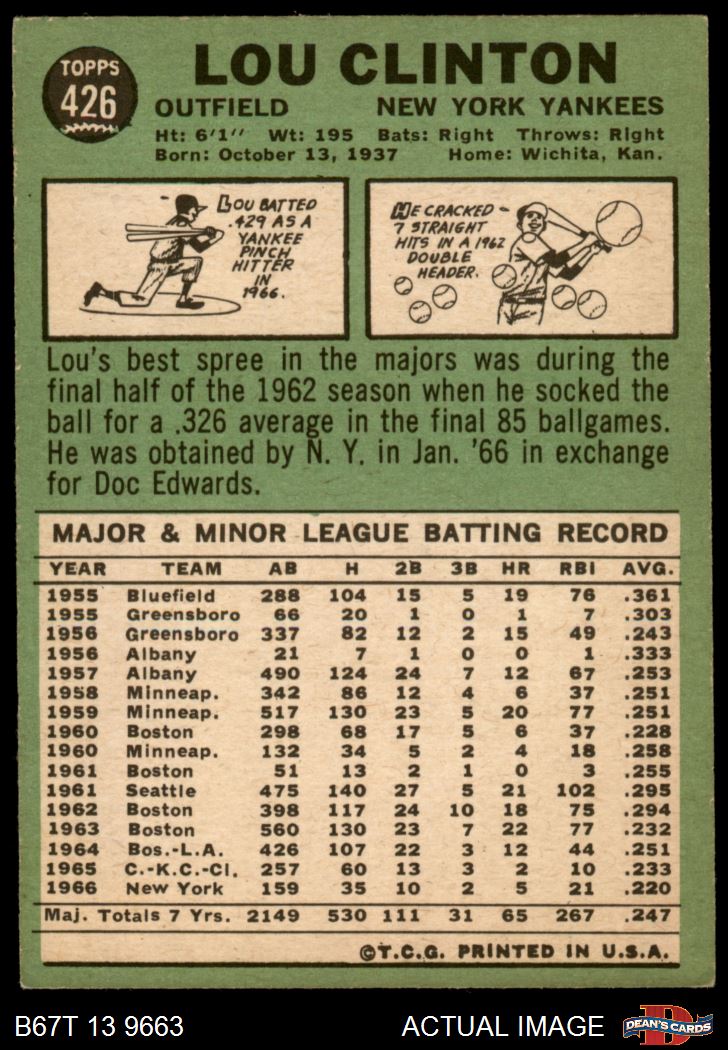 TOPPS
426
LOU CLINTON
OUTFIELD NEW YORK YANKEES
Ht: 6'1" Wt: 195 Bats: Right Throws: Right
Born: October 13, 1937 Home: Wichita, Kan.
LOU BATTED
.429 AS A
YANKEE
PINCH
HITTER
IN
1966.
HE CRACKED
7 STRAIGHT
HITS IN A 1962
DOUBLE
HEADER.
Lou's best spree in the majors was during the
final half of the 1962 season when he socked the
ball for a .326 average in the final 85 ballgames.
He was obtained by N. Y. in Jan. '66 in exchange
for Doc Edwards.
MAJOR & MINOR LEAGUE BATTING RECORD
YEAR TEAM AB H 2B 3B HR RBI AVG.
1955 Bluefield 288 104 15 5 19 76 .361
1955 Greensboro 66 20 1 0 1 7 .303
1956 Greensboro 337 82 12 2 15 49 .243
1956 Albany 21 7 1 0 0 1 .333
1957 Albany 490 124 24 7 12 67 .253
1958 Minneap. 342 86 12 4 6 37 .251
1959 Minneap. 517 130 23 5 20 77 .251
1960 Boston 298 68 17 5 6 37 .228
1960 Minneap. 132 34 5 2 4 18 .258
1961 Boston 51 13 2 1 0 3 .255
1961 Seattle 475 140 27 5 21 102 .295
1962 Boston 398 117 24 10 18 75 .294
1963 Boston 560 130 23 7 22 77 .232
1964 Bos.-L.A. 426 107 22 3 12 44 .251
1965 C.-K.C.-Cl. 257 60 13 3 2 10 .233
1966 New York 159 35 10 2 5 21 .220
Maj. Totals 7 Yrs. 2149 530 111 31 65 267 .247
©T.C.G. PRINTED IN U.S.A.
B67T 13 9663 ACTUAL IMAGE
D
DEAN'S CARDS